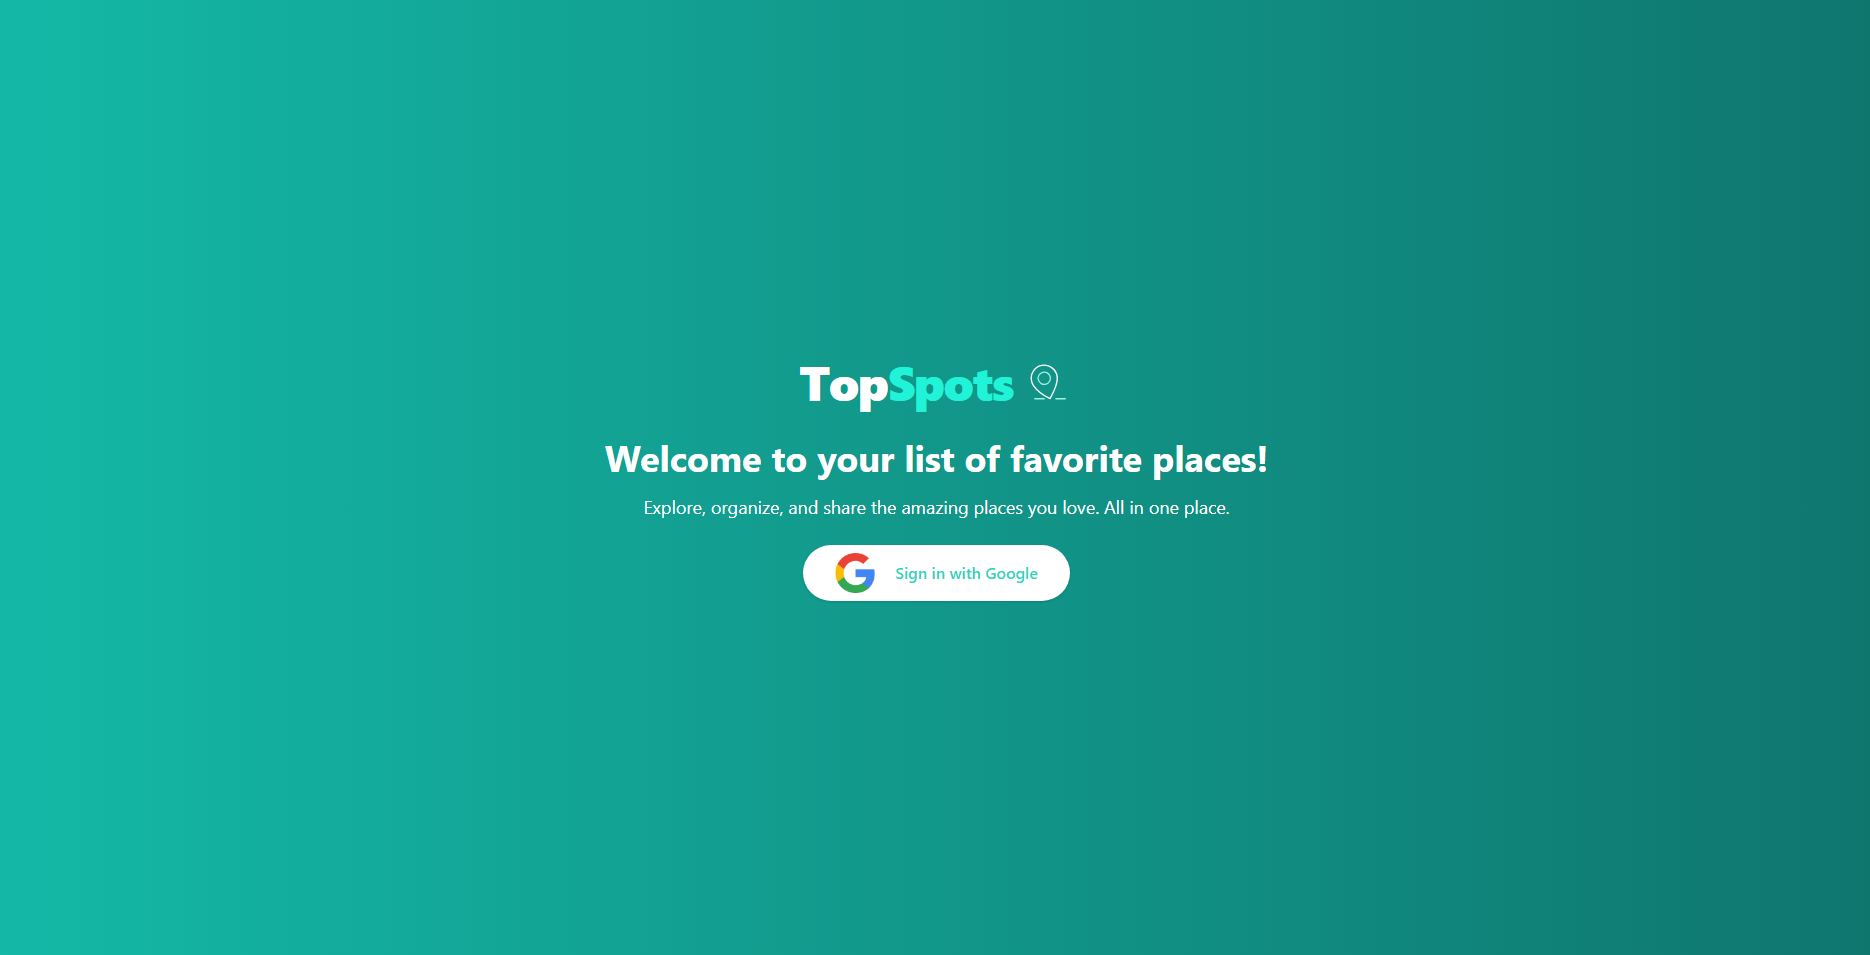 TopSpots
Welcome to your list of favorite places!
Explore, organize, and share the amazing places you love. All in one place.
Sign in with Google